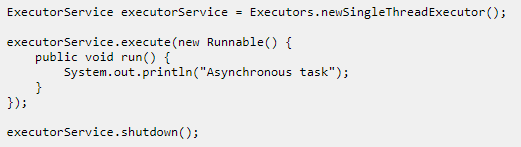 ExecutorService executorService = Executors.newSingleThreadExecutor();

executorService.execute(new Runnable() {
    public void run() {
        System.out.println("Asynchronous task");
    }
});

executorService.shutdown();